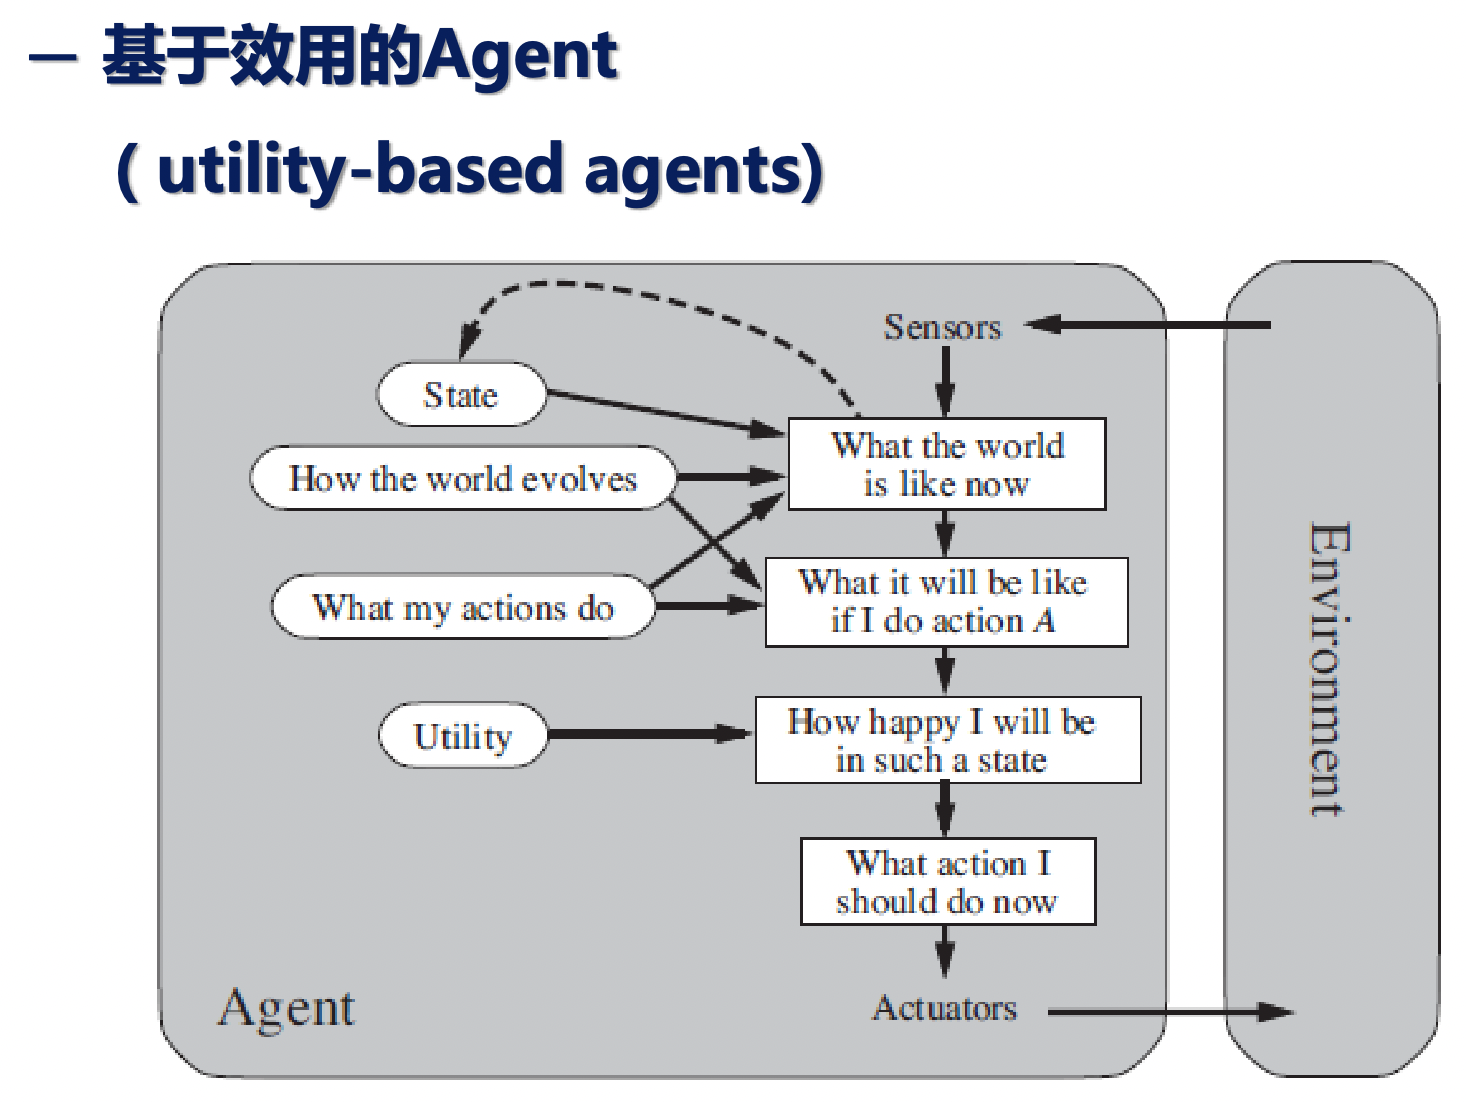 — 基于效用的Agent
( utility-based agents)
Sensors
State
What the world
is like now
How the world evolves
What it will be like
if I do action A
What my actions do
How happy I will be
in such a state
Utility
What action I
should do now
Agent
Actuators
Environment